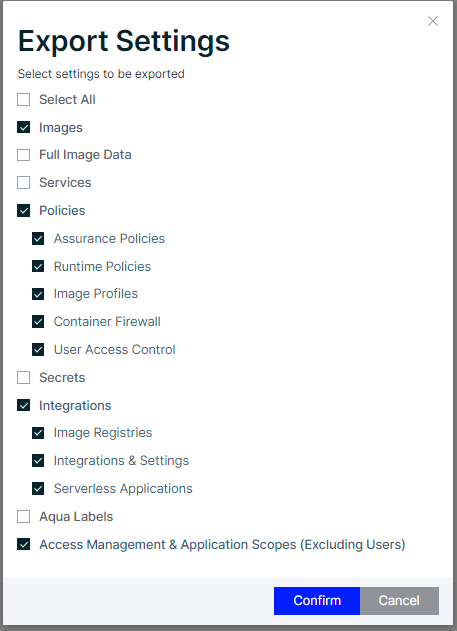 Export Settings
Select settings to be exported
Select All
Images
Full Image Data
Services
Policies
Assurance Policies
Runtime Policies
Image Profiles
Container Firewall
User Access Control
Secrets
Integrations
Image Registries
Integrations & Settings
Serverless Applications
Aqua Labels
Access Management & Application Scopes (Excluding Users)
Confirm Cancel